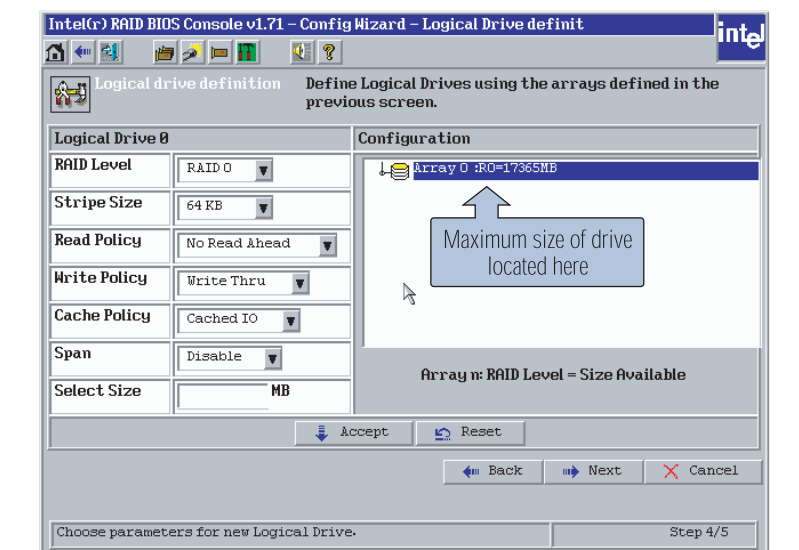 Intel(r) RAID BIOS Console v1.71 – Config Wizard – Logical Drive definit
intel
Logical drive definition
Define Logical Drives using the arrays defined in the
previous screen.
Logical Drive 0
Configuration
RAID Level
RAID 0
Array 0 :R0=17365MB
Stripe Size
64 KB
Read Policy
No Read Ahead
Maximum size of drive
located here
Write Policy
Write Thru
Cache Policy
Cached IO
Span
Disable
Array n: RAID Level = Size Available
Select Size
MB
Accept
Reset
Back
Next
Cancel
Choose parameters for new Logical Drive.
Step 4/5